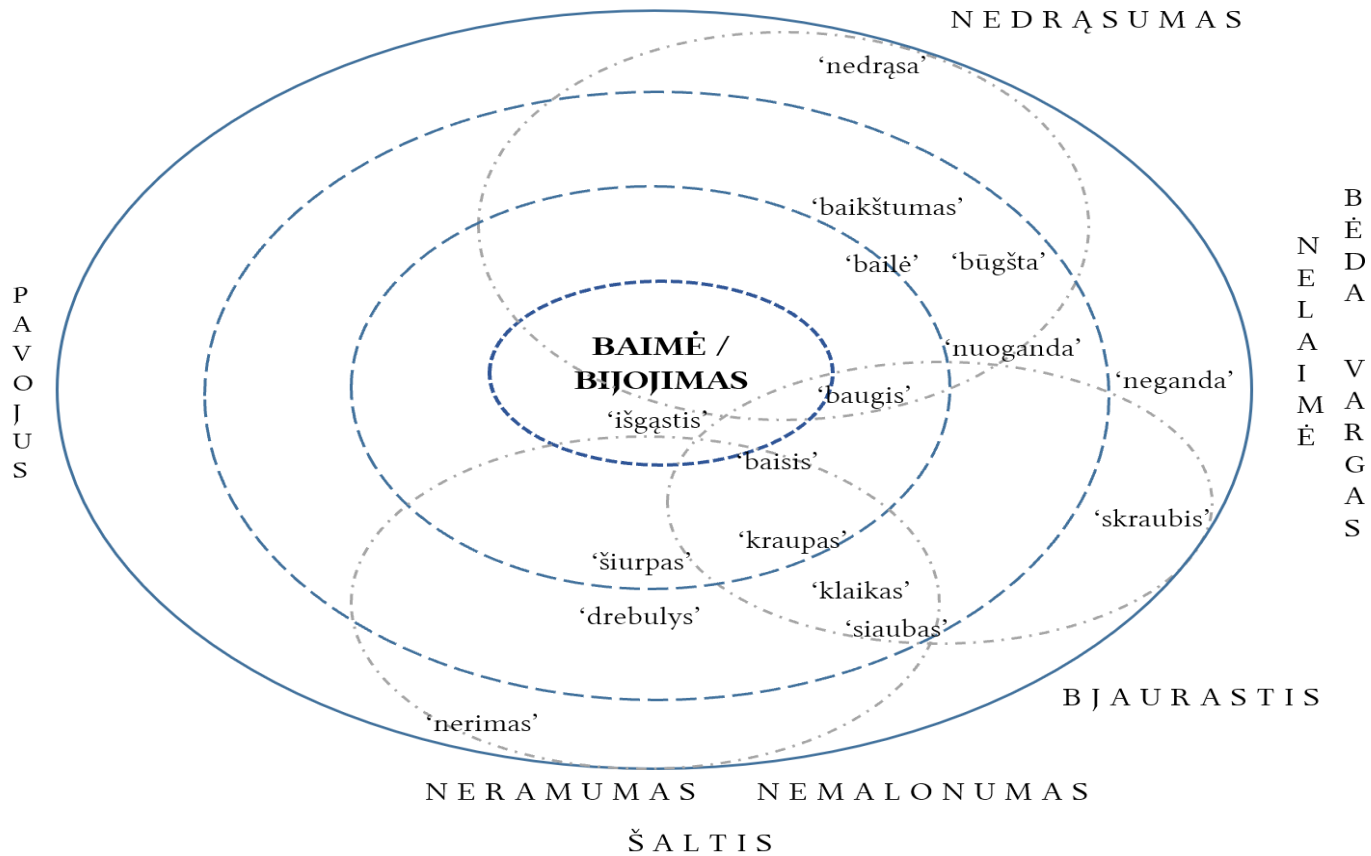 NEDRĄSUMAS
‘nedrąsa’
‘baikštumas’
‘bailė’
‘būgšta’
BAIMĖ /
BIJOJIMAS
‘išgąstis’
‘nuoganda’
‘baugis’
‘neganda’
‘baisis’
‘skraubis’
‘kraupas’
‘šiurpas’
‘klaikas’
‘drebulys’
‘siaubas’
‘nerimas’
PAVOJUS
NELAIMĖ
BĖDA VARGAS
BJAURASTIS
NERAMUMAS NEMALONUMAS
ŠALTIS